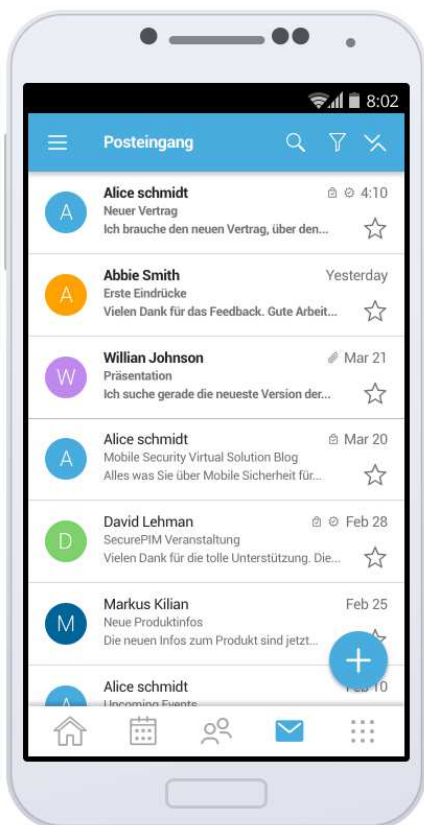 8:02
Posteingang
A
Alice schmidt
4:10
Neuer Vertrag
Ich brauche den neuen Vertrag, über den...
A
Abbie Smith
Yesterday
Erste Eindrücke
Vielen Dank für das Feedback. Gute Arbeit...
W
Willian Johnson
Mar 21
Präsentation
Ich suche gerade die neueste Version der...
A
Alice schmidt
Mar 20
Mobile Security Virtual Solution Blog
Alles was Sie über Mobile Sicherheit für...
D
David Lehman
Feb 28
SecurePIM Veranstaltung
Vielen Dank für die tolle Unterstützung. Die...
M
Markus Kilian
Feb 25
Neue Produktinfos
Die neuen Infos zum Produkt sind jetzt...
A
Alice schmidt
Feb 10
Upcoming Events